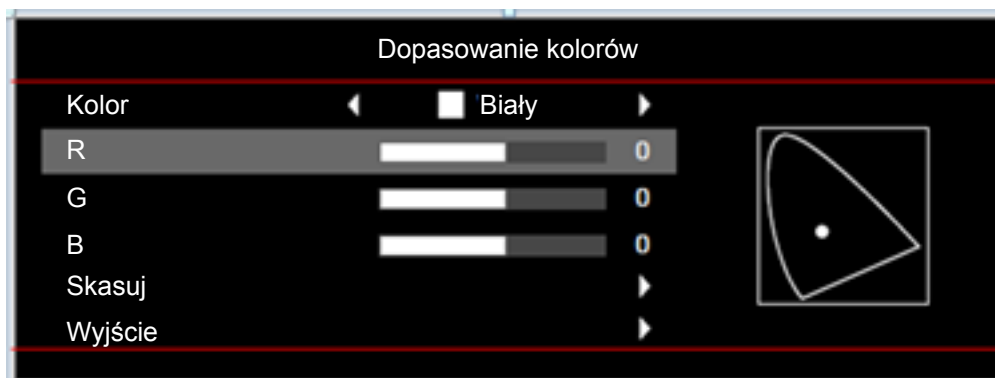 Dopasowanie kolorów
Kolor Biały
R 0
G 0
B 0
Skasuj
Wyjście